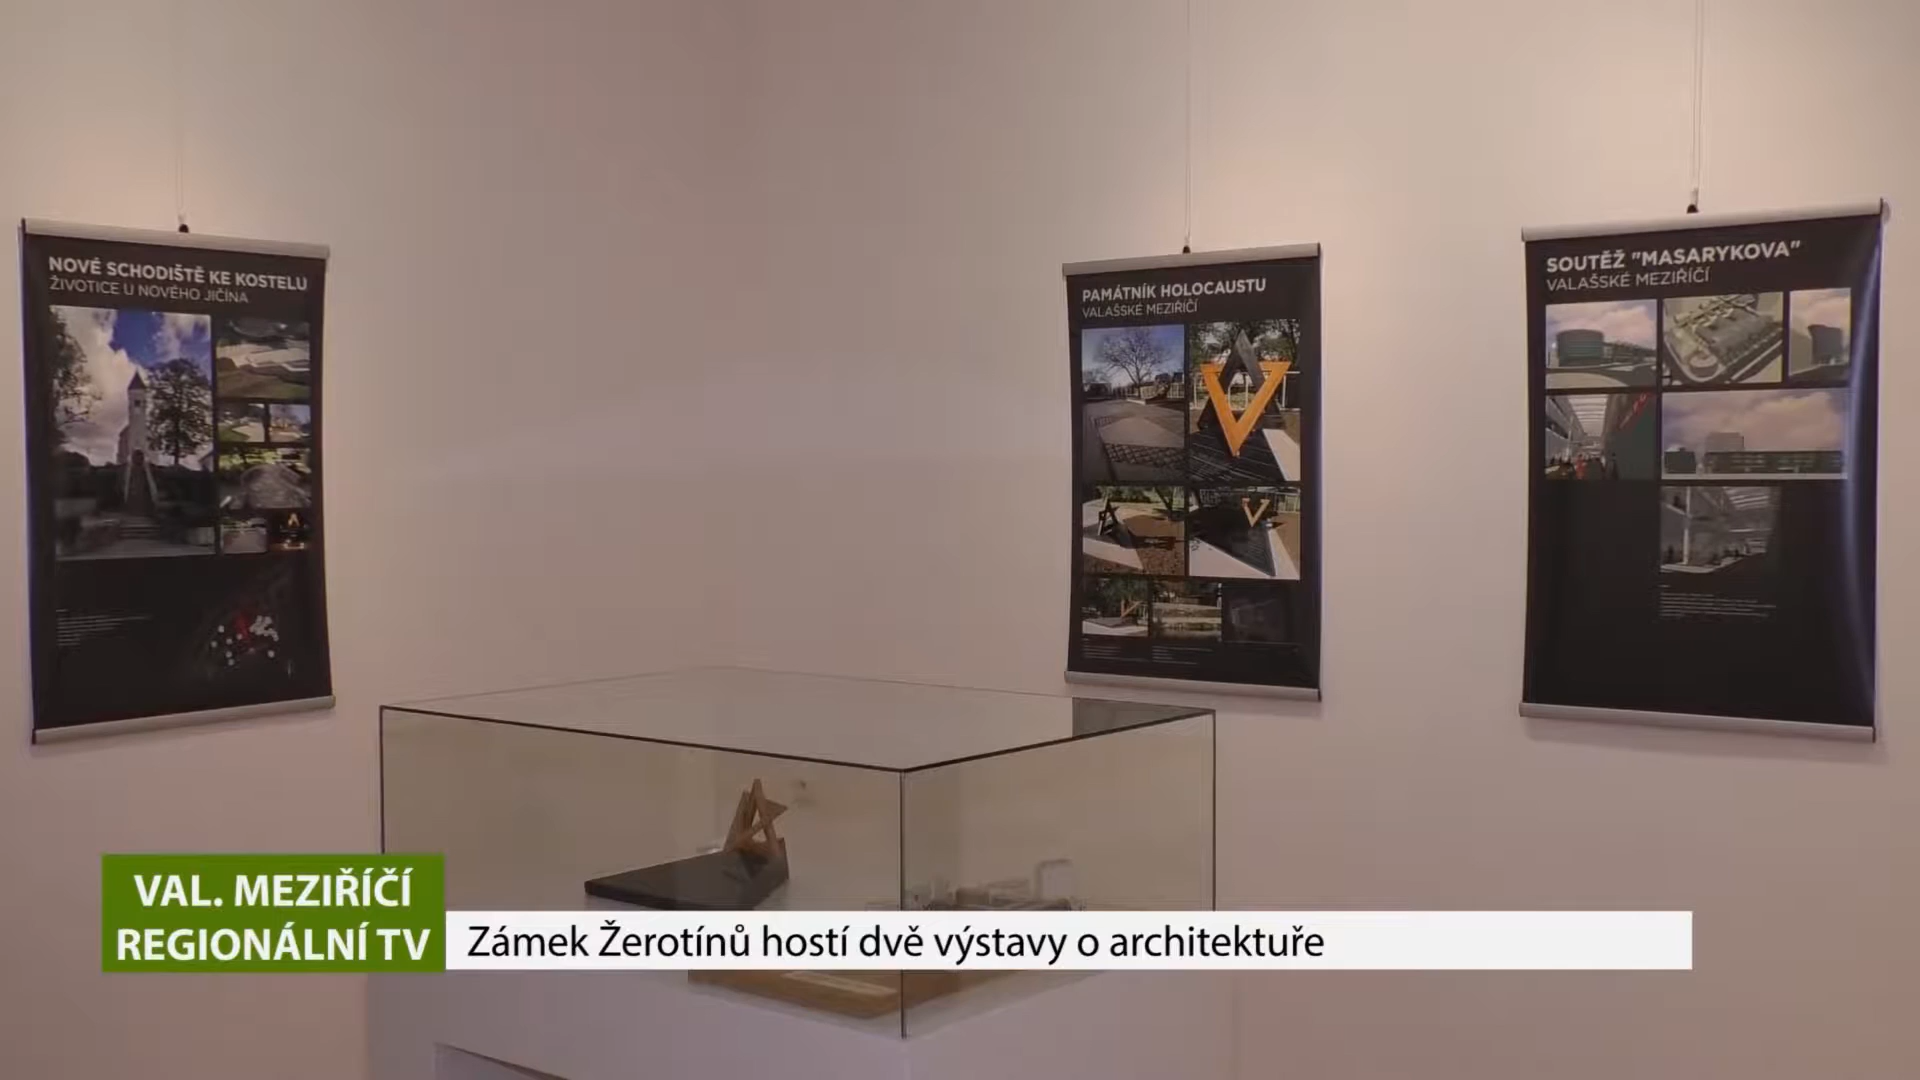 NOVÉ SCHODIŠTĚ KE KOSTELU
ŽIVOTICE U NOVÉHO JIČÍNA
PAMÁTNÍK HOLOCAUSTU
VALAŠSKÉ MEZIŘÍČÍ
SOUTĚŽ "MASARYKOVA"
VALAŠSKÉ MEZIŘÍČÍ
VAL. MEZIŘÍČÍ
REGIONÁLNÍ TV
Zámek Žerotínů hostí dvě výstavy o architektuře